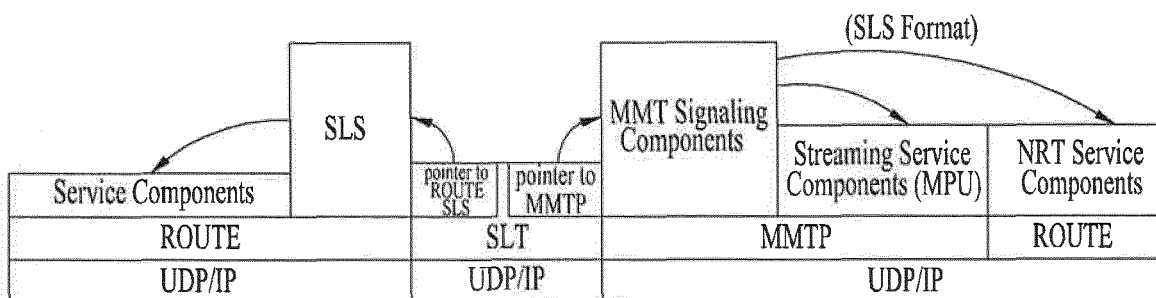 (SLS Format)
SLS
MMT Signaling
Components
Service Components
pointer to
ROUTE
SLS
pointer to
MMTP
Streaming Service
Components (MPU)
NRT Service
Components
ROUTE
SLT
MMTP
ROUTE
UDP/IP
UDP/IP
UDP/IP